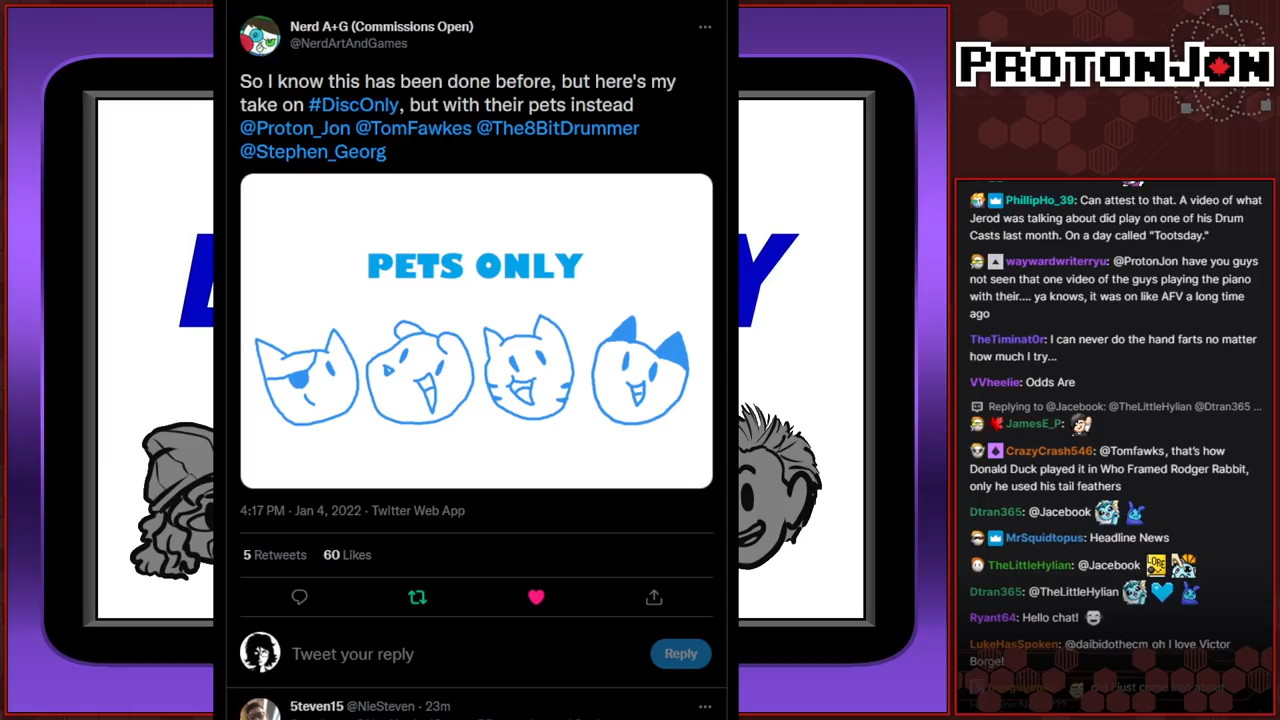 Nerd A+G (Commissions Open)
@NerdArtAndGames
So I know this has been done before, but here's my
take on #DiscOnly, but with their pets instead
@Proton_Jon @TomFawkes @The8BitDrummer
@Stephen_Georg
PETS ONLY
4:17 PM · Jan 4, 2022 · Twitter Web App
5 Retweets 60 Likes
Tweet your reply
Reply
5teven15 @NieSteven · 23m
PROTONJON
PhillipHo_39: Can attest to that. A video of what
Jerod was talking about did play on one of his Drum
Casts last month. On a day called "Tootsday."
waywardwriterryu: @ProtonJon have you guys
not seen that one video of the guys playing the piano
with their.... ya knows, it was on like AFV a long time
ago
TheTiminat0r: I can never do the hand farts no matter
how much I try...
VVheelie: Odds Are
Replying to @Jacebook: @TheLittleHylian @Dtran365 ...
JamesE_P:
CrazyCrash546: @Tomfawks, that's how
Donald Duck played it in Who Framed Rodger Rabbit,
only he used his tail feathers
Dtran365: @Jacebook
MrSquidtopus: Headline News
TheLittleHylian: @Jacebook LORE
Dtran365: @TheLittleHylian
Ryant64: Hello chat!
LukeHasSpoken: @daibidothecm oh I love Victor
Borge!